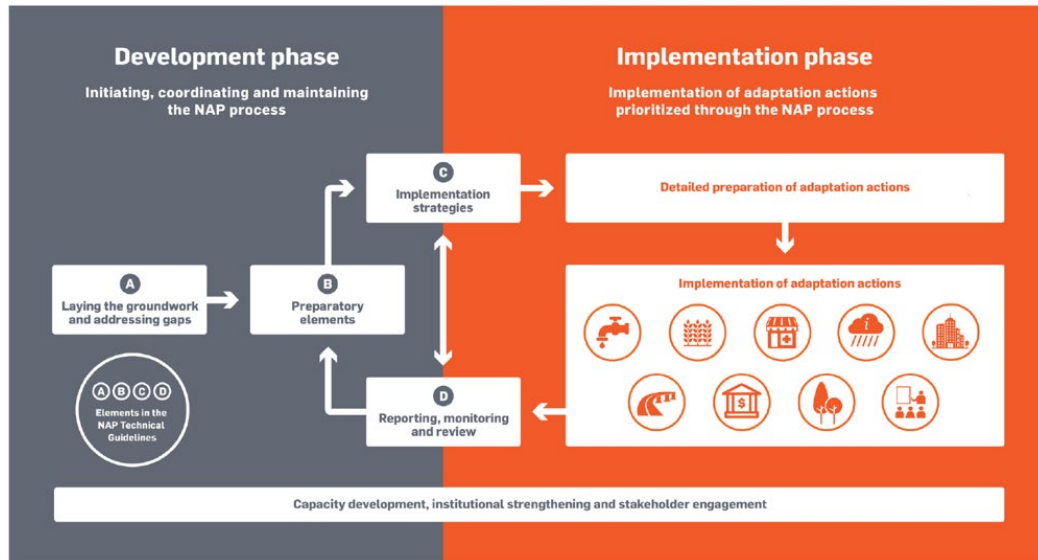 Development phase
Initiating, coordinating and maintaining
the NAP process
Implementation phase
Implementation of adaptation actions
prioritized through the NAP process
A
Laying the groundwork
and addressing gaps
B
Preparatory
elements
C
Implementation
strategies
Detailed preparation of adaptation actions
Implementation of adaptation actions
i
$
D
Reporting, monitoring
and review
A B C D
Elements in the
NAP Technical
Guidelines
Capacity development, institutional strengthening and stakeholder engagement